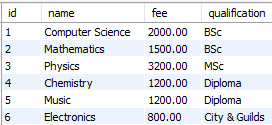 id name fee qualification
1 Computer Science 2000.00 BSc
2 Mathematics 1500.00 BSc
3 Physics 3200.00 MSc
4 Chemistry 1200.00 Diploma
5 Music 1200.00 Diploma
6 Electronics 800.00 City & Guilds